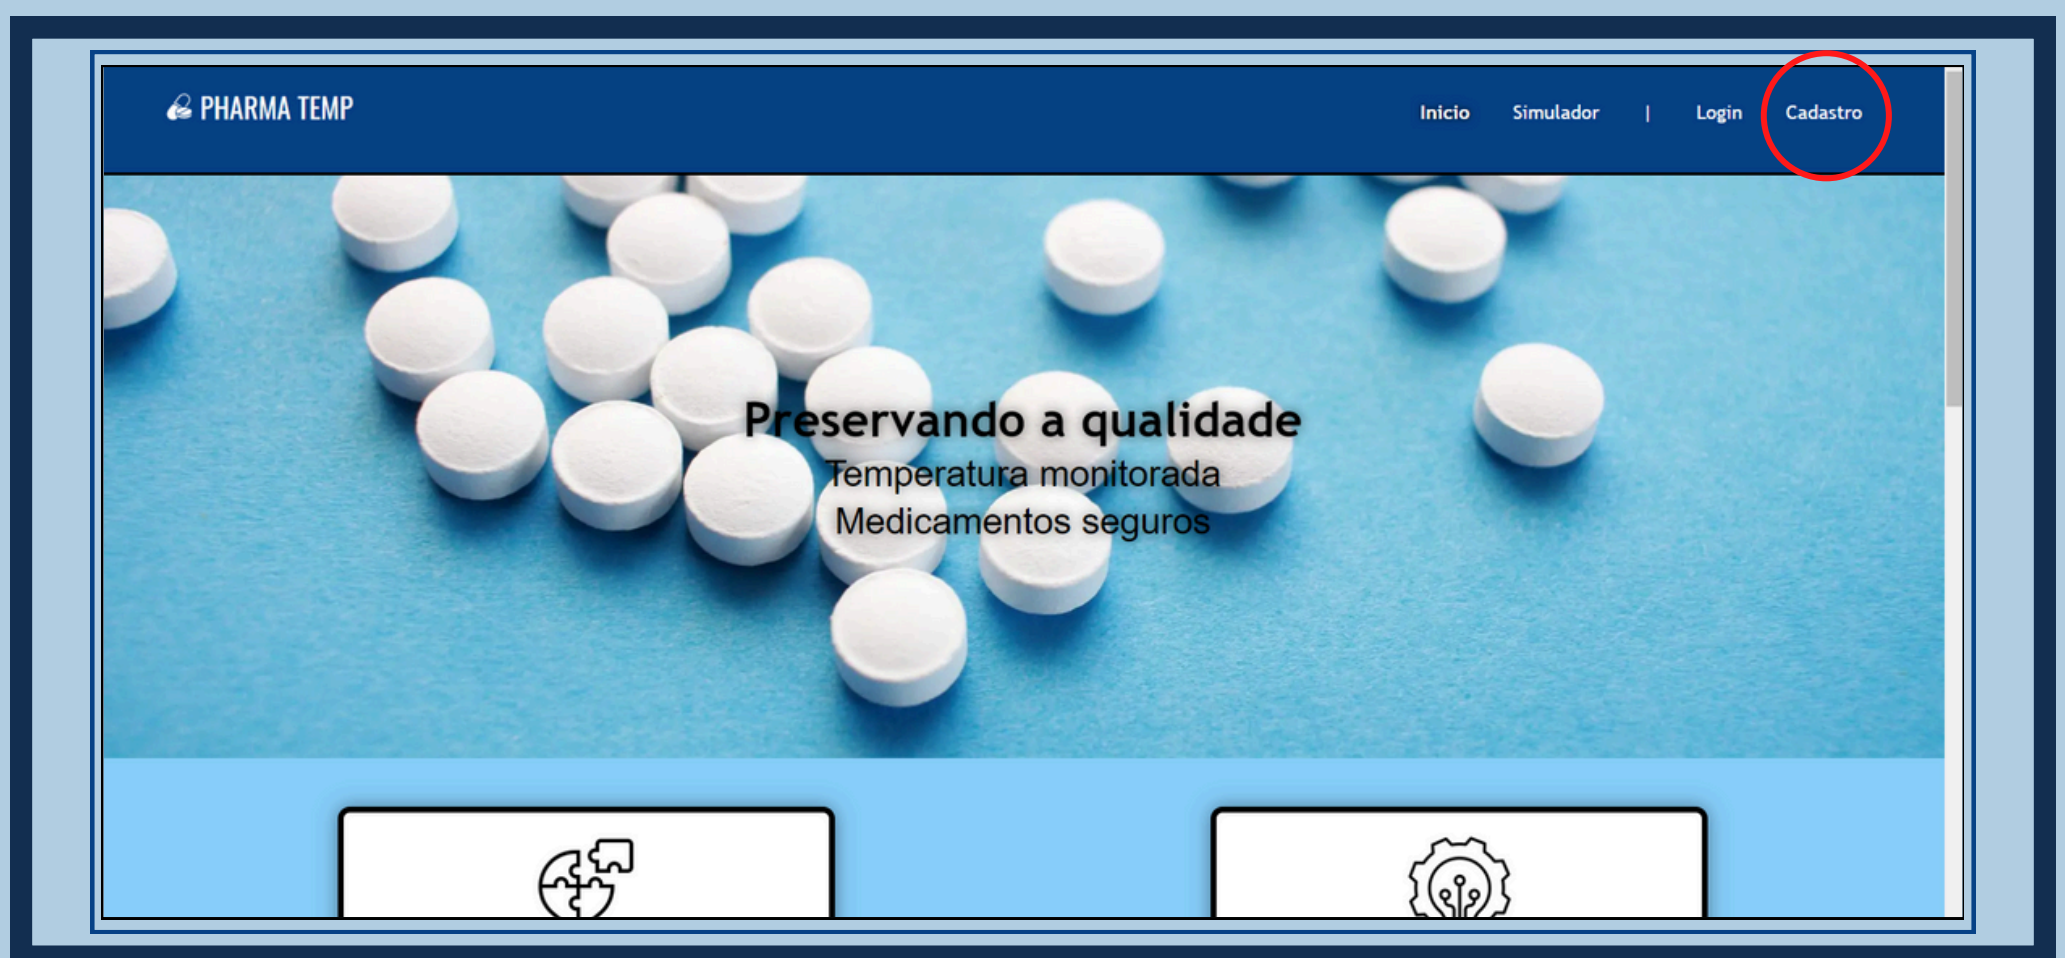 PHARMA TEMP
Inicio Simulador | Login Cadastro
Preservando a qualidade
Temperatura monitorada
Medicamentos seguros